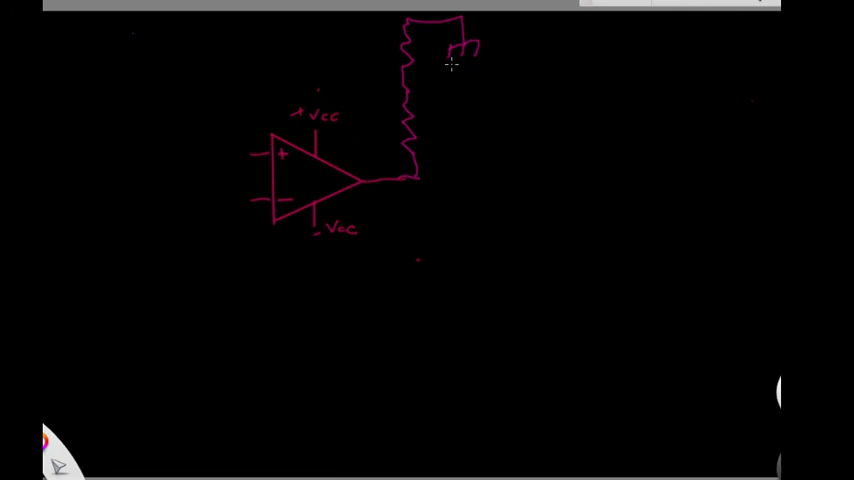 + Vcc
+
-
- Vcc